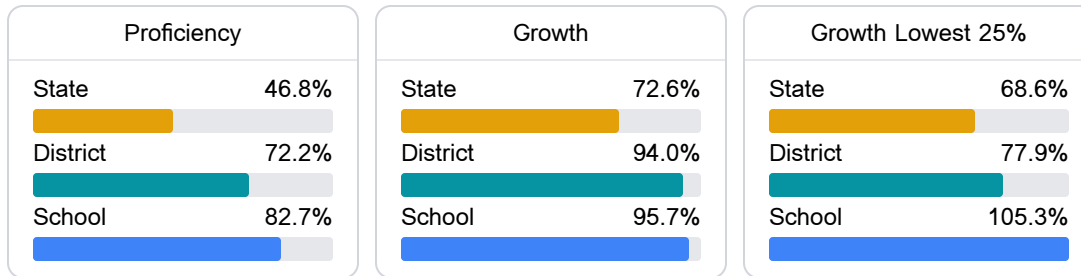 Proficiency
State 46.8%
District 72.2%
School 82.7%
Growth
State 72.6%
District 94.0%
School 95.7%
Growth Lowest 25%
State 68.6%
District 77.9%
School 105.3%